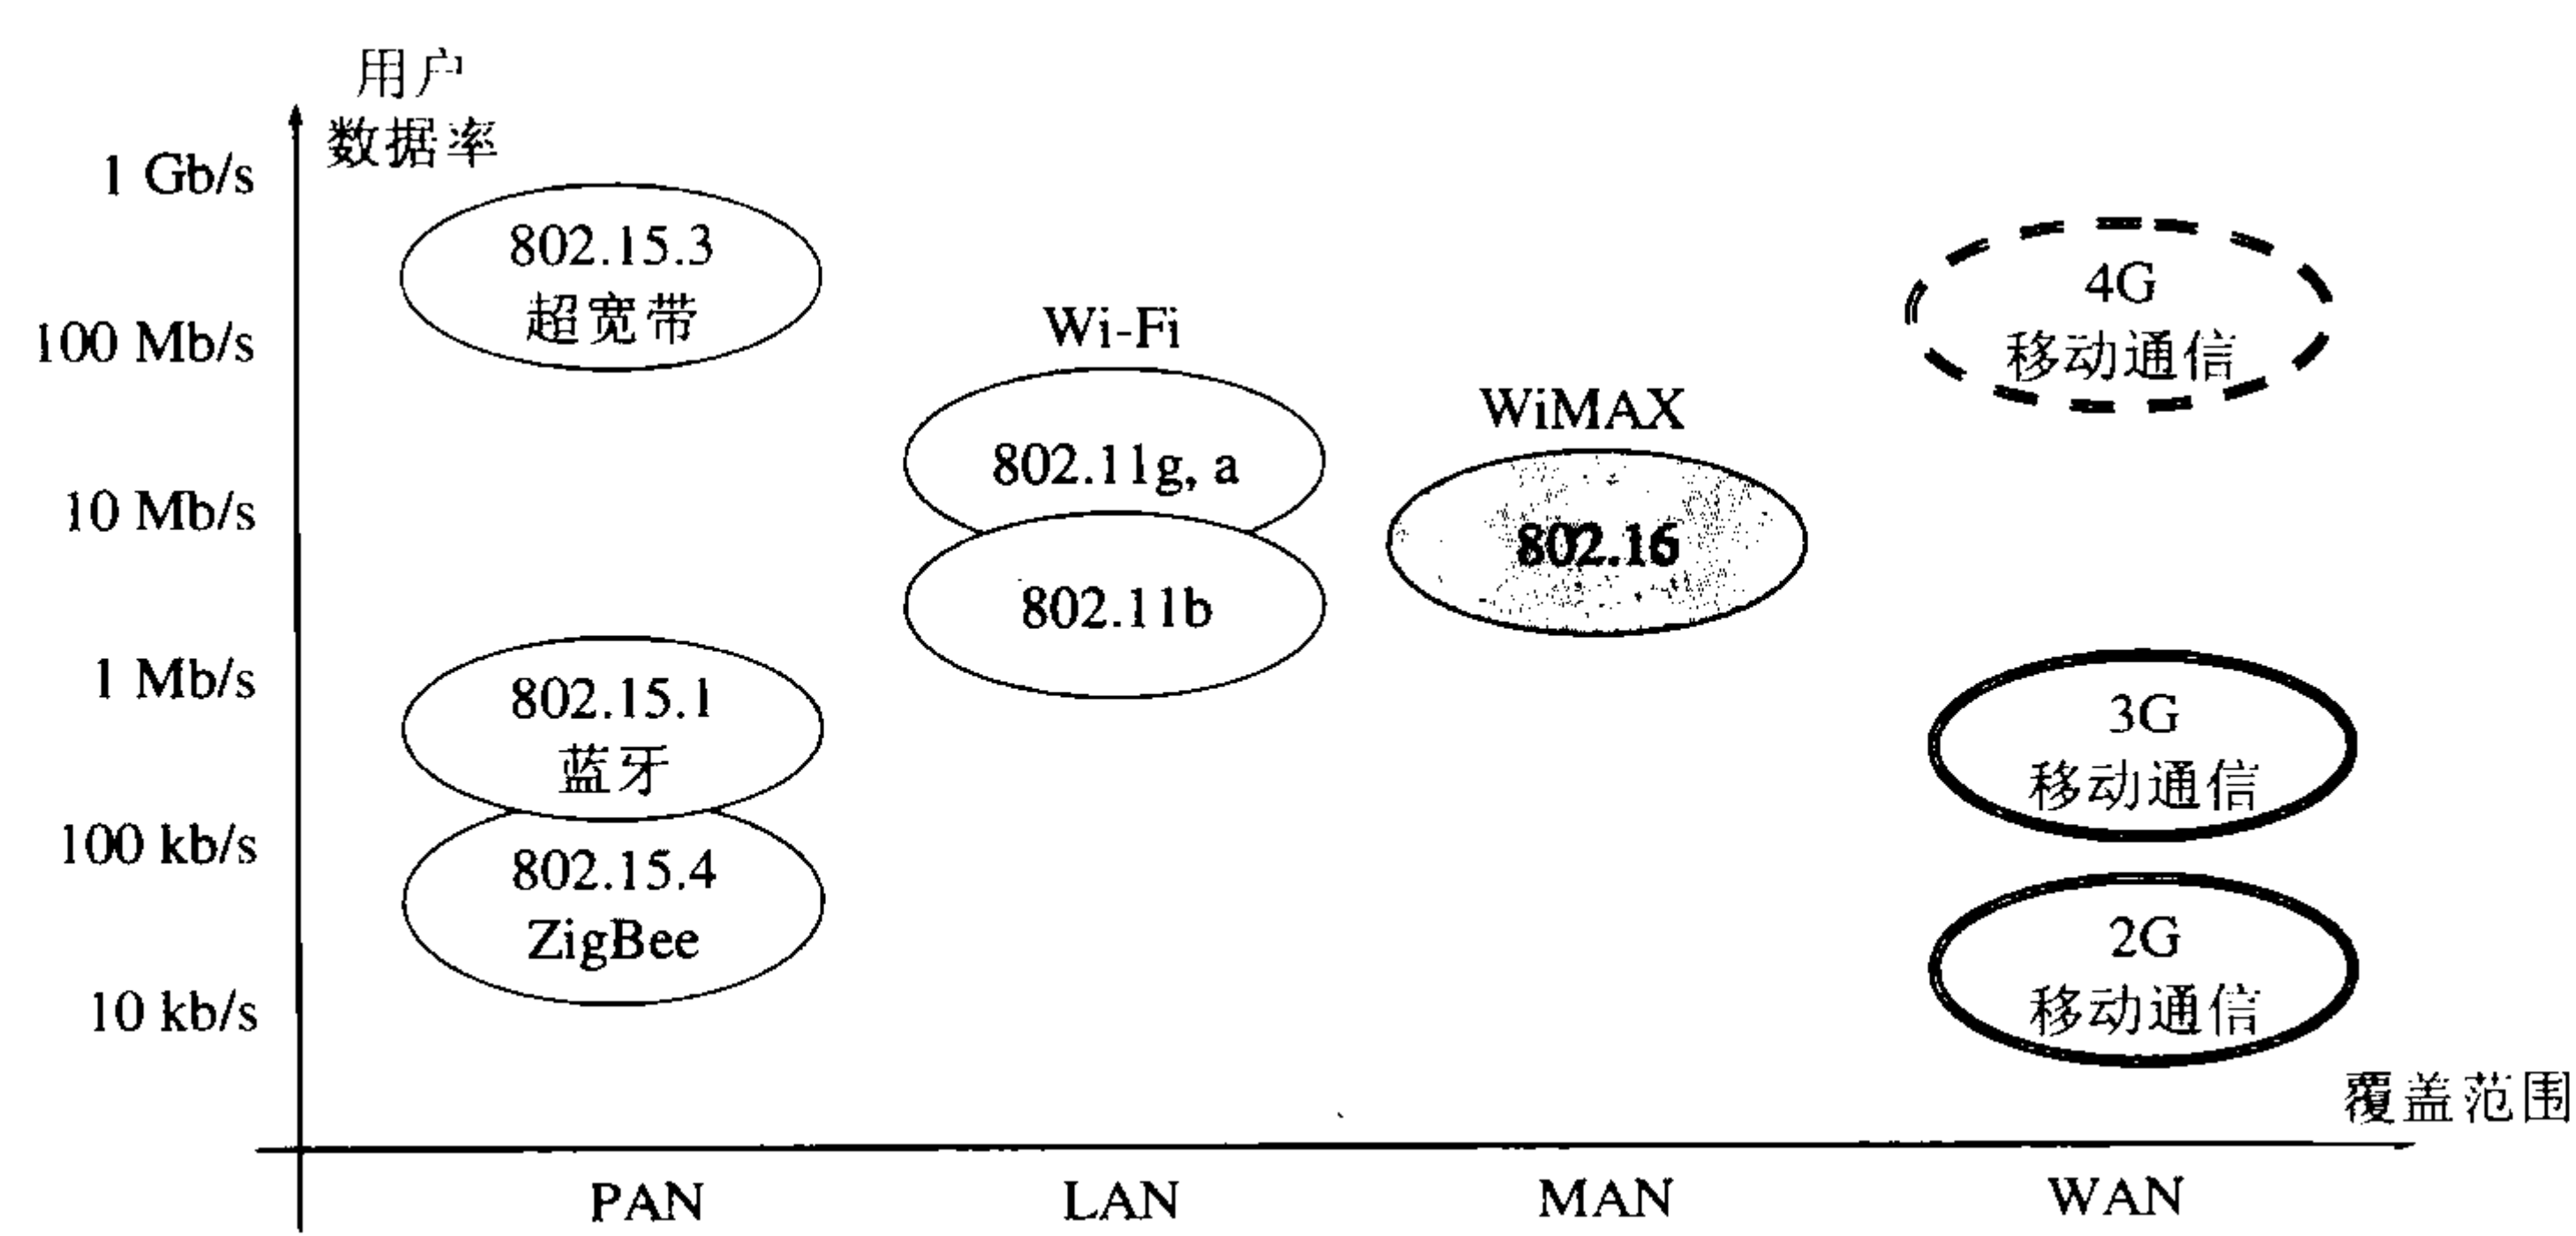 用户
数据率
1 Gb/s
100 Mb/s
10 Mb/s
1 Mb/s
100 kb/s
10 kb/s
802.15.3
超宽带
802.15.1
蓝牙
802.15.4
ZigBee
Wi-Fi
802.11g, a
802.11b
WiMAX
802.16
4G
移动通信
3G
移动通信
2G
移动通信
覆盖范围
PAN
LAN
MAN
WAN